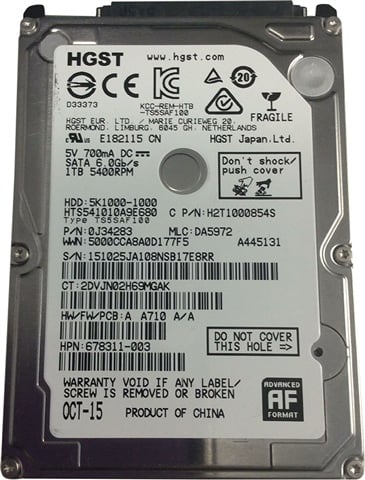 HGST
www.hgst.com
D33373
20
KCC-REM-HTB
-TS5SAF100
FRAGILE
HGST EUR. LTD./ MARIE CURIEWEG 20,
ROERMOND, LIMBURG, 6045 GH, NETHERLANDS
E182115 CN
HGST Japan,Ltd.
5V 700mA DC
SATA 6.0Gb/s
1TB 5400RPM
Don't shock/
push cover
HDD: 5K1000-1000
HTS541010A9E680 C P/N: H2T1000854S
Type TS5SAF100
P/N: 0J34283 MLC: DA5972
WWN: 5000CCA8A0D177F5 A445131
S/N: 151025JA108NSB17E8RR
CT: 2DVJN02H69MGAK
HW/FW/PCB:A A710 A/A
DO NOT COVER
THIS HOLE
HPN: 678311-003
WARRANTY VOID IF ANY LABEL/
SCREW IS REMOVED OR BROKEN
OCT-15 PRODUCT OF CHINA
ADVANCED
AF
FORMAT